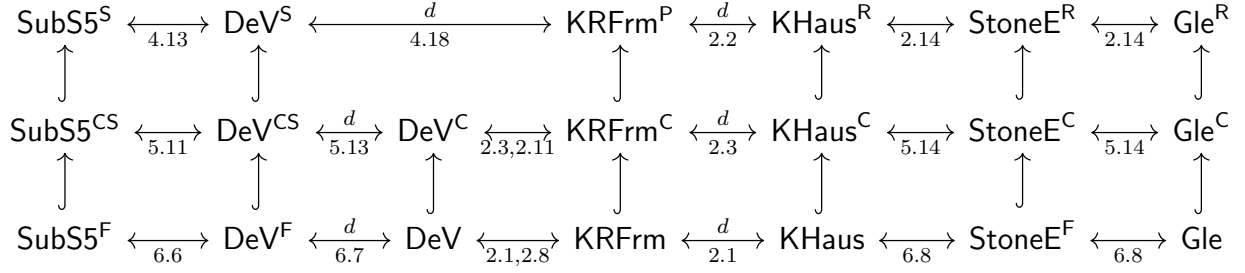 SubS5^S DeV^S d KRFrm^P d KHaus^R StoneE^R Gle^R
4.13 4.18 2.2 2.14 2.14
SubS5^CS DeV^CS d DeV^C KRFrm^C d KHaus^C StoneE^C Gle^C
5.11 5.13 2.3,2.11 2.3 5.14 5.14
SubS5^F DeV^F d DeV KRFrm d KHaus StoneE^F Gle
6.6 6.7 2.1,2.8 2.1 6.8 6.8